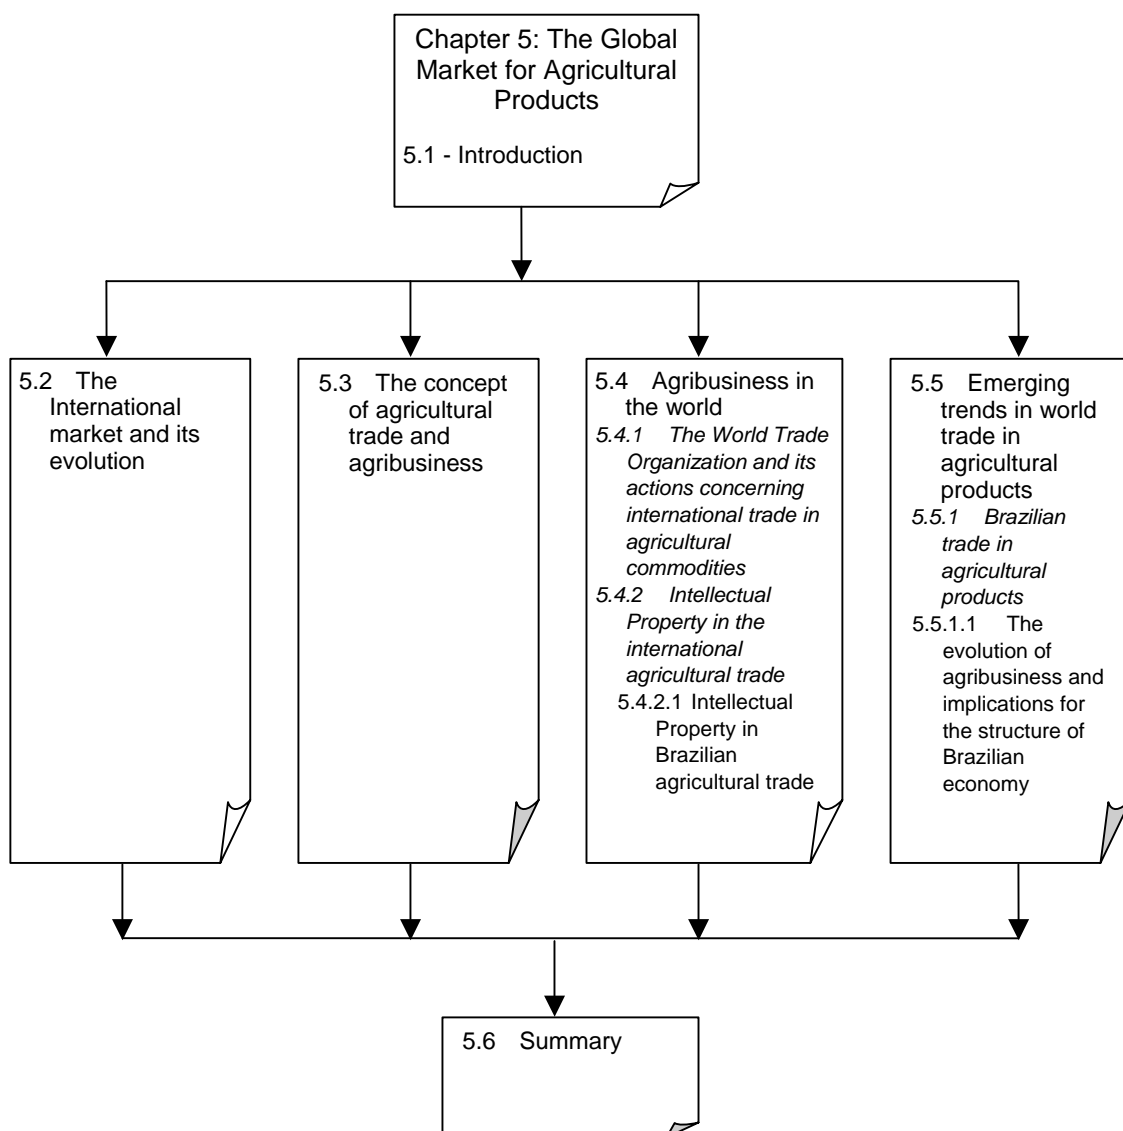 Chapter 5: The Global
Market for Agricultural
Products
5.1 - Introduction
5.2 The
International
market and its
evolution
5.3 The concept
of agricultural
trade and
agribusiness
5.4 Agribusiness in
the world
5.4.1 The World Trade
Organization and its
actions concerning
international trade in
agricultural
commodities
5.4.2 Intellectual
Property in the
international
agricultural trade
5.4.2.1 Intellectual
Property in
Brazilian
agricultural trade
5.5 Emerging
trends in world
trade in
agricultural
products
5.5.1 Brazilian
trade in
agricultural
products
5.5.1.1 The
evolution of
agribusiness and
implications for
the structure of
Brazilian
economy
5.6 Summary